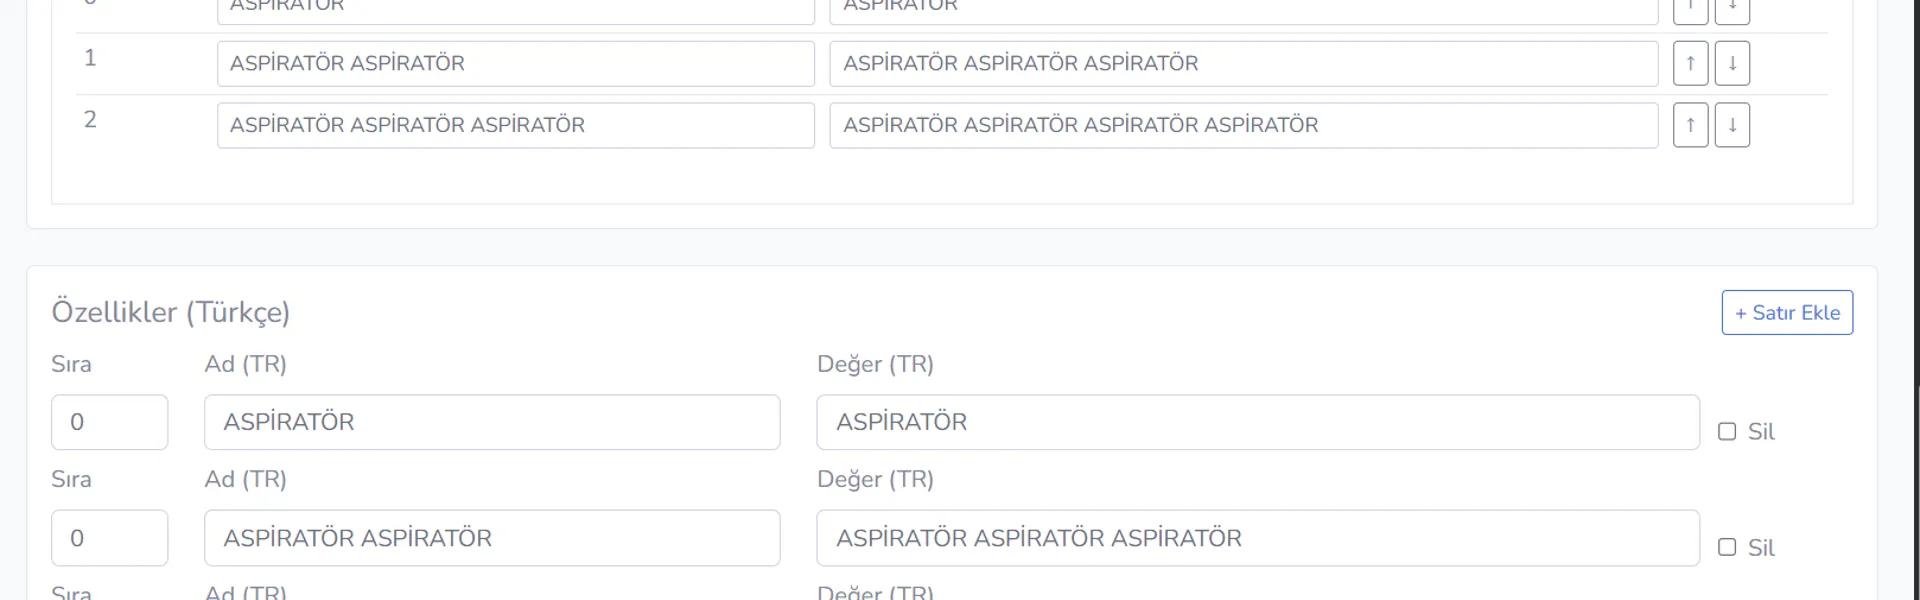 0 ASPİRATÖR ASPİRATÖR ↑ ↓
1 ASPİRATÖR ASPİRATÖR ASPİRATÖR ASPİRATÖR ASPİRATÖR ↑ ↓
2 ASPİRATÖR ASPİRATÖR ASPİRATÖR ASPİRATÖR ASPİRATÖR ASPİRATÖR ASPİRATÖR ↑ ↓
Özellikler (Türkçe) + Satır Ekle
Sıra Ad (TR) Değer (TR)
0 ASPİRATÖR ASPİRATÖR Sil
Sıra Ad (TR) Değer (TR)
0 ASPİRATÖR ASPİRATÖR ASPİRATÖR ASPİRATÖR ASPİRATÖR Sil
Sıra Ad (TR) Değer (TR)